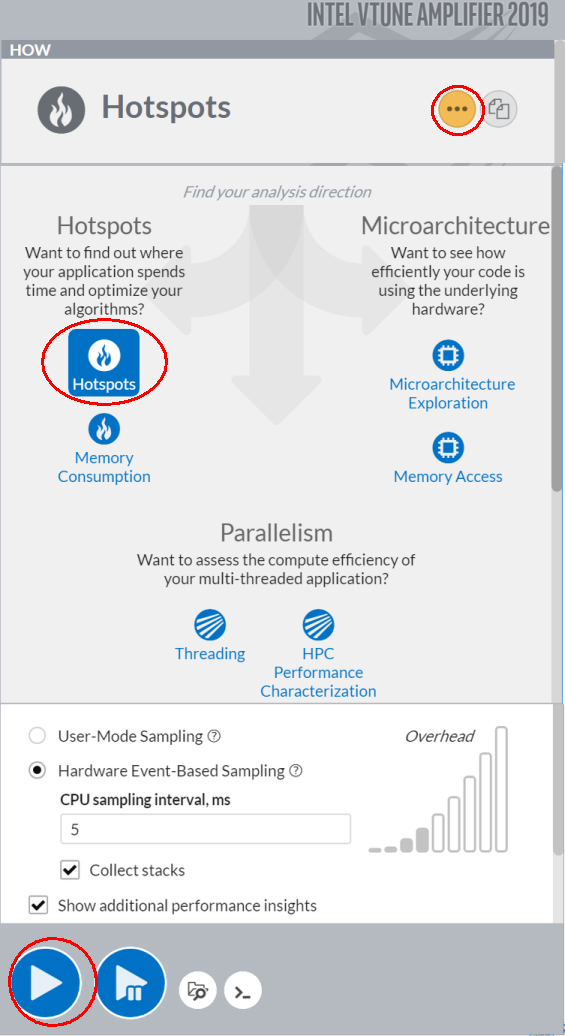 INTEL VTUNE AMPLIFIER 2019
HOW
Hotspots
Find your analysis direction
Hotspots
Want to find out where
your application spends
time and optimize your
algorithms?
Hotspots
Memory
Consumption
Microarchitecture
Want to see how
efficiently your code is
using the underlying
hardware?
Microarchitecture
Exploration
Memory Access
Parallelism
Want to assess the compute efficiency of
your multi-threaded application?
Threading
HPC
Performance
Characterization
User-Mode Sampling ?
Overhead
Hardware Event-Based Sampling ?
CPU sampling interval, ms
5
Collect stacks
Show additional performance insights